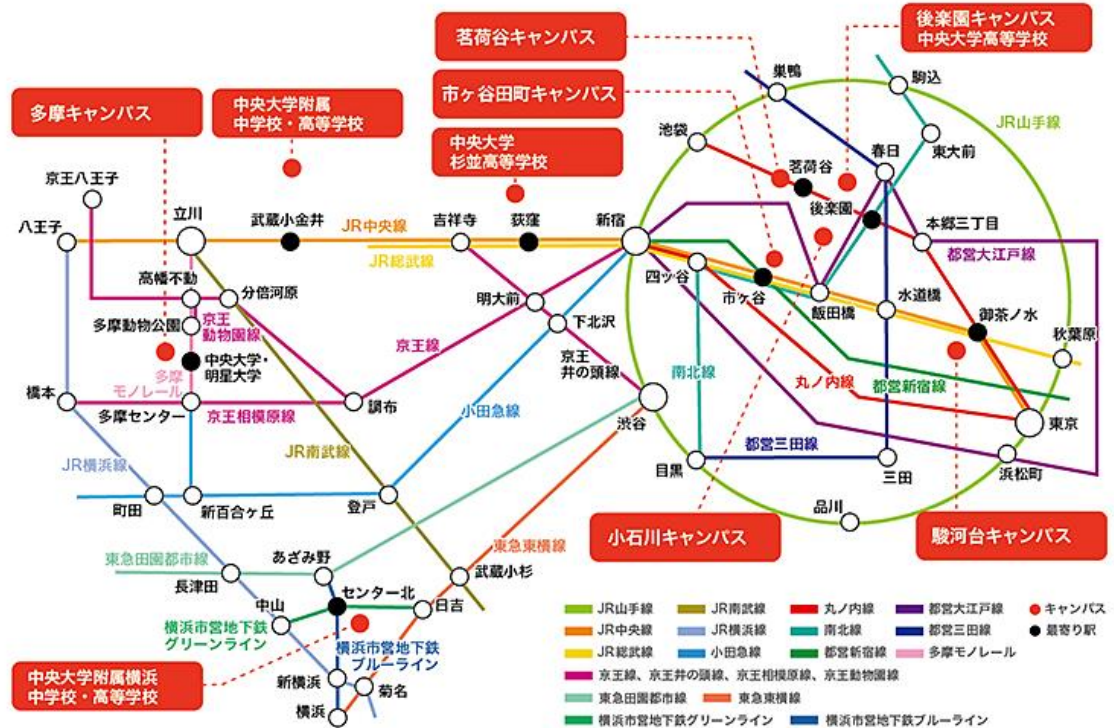 茗荷谷キャンパス
後楽園キャンパス
中央大学高等学校
市ヶ谷田町キャンパス
多摩キャンパス
中央大学附属
中学校・高等学校
中央大学
杉並高等学校
巣鴨
駒込
JR山手線
池袋
茗荷谷
春日
東大前
後楽園
本郷三丁目
都営大江戸線
京王八王子
八王子
立川
武蔵小金井
JR中央線
JR総武線
吉祥寺
荻窪
新宿
四ッ谷
市ヶ谷
飯田橋
水道橋
御茶ノ水
秋葉原
高幡不動
分倍河原
多摩動物公園
京王
動物園線
中央大学・
明星大学
多摩
モノレール
明大前
下北沢
京王線
京王
井の頭線
南北線
丸ノ内線
都営新宿線
橋本
多摩センター
京王相模原線
調布
小田急線
渋谷
東京
JR横浜線
JR南武線
目黒
都営三田線
三田
浜松町
町田
新百合ヶ丘
登戸
品川
小石川キャンパス
駿河台キャンパス
東急田園都市線
あざみ野
東急東横線
長津田
センター北
武蔵小杉
中山
日吉
横浜市営地下鉄
グリーンライン
横浜市営地下鉄
ブルーライン
中央大学附属横浜
中学校・高等学校
新横浜
菊名
横浜
JR山手線
JR南武線
丸ノ内線
都営大江戸線
キャンパス
JR中央線
JR横浜線
南北線
都営三田線
最寄り駅
JR総武線
小田急線
都営新宿線
多摩モノレール
京王線、京王井の頭線、京王相模原線、京王動物園線
東急田園都市線
東急東横線
横浜市営地下鉄グリーンライン
横浜市営地下鉄ブルーライン